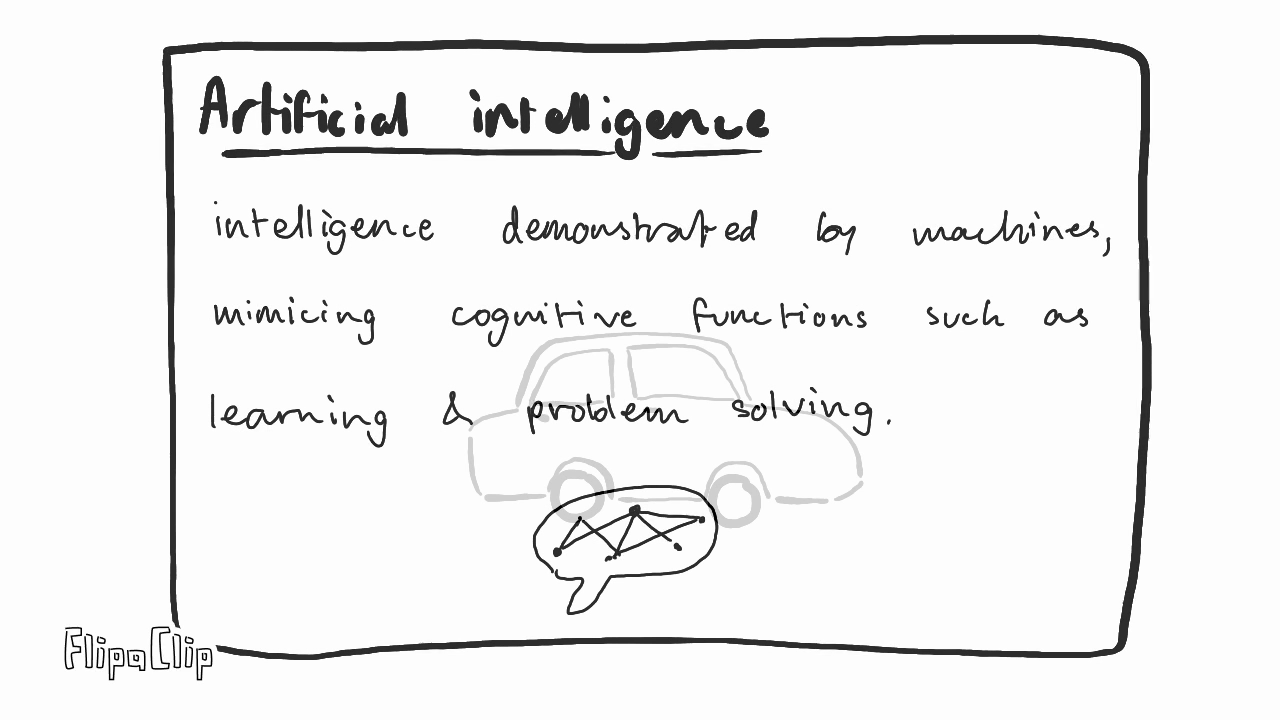 Artificial intelligence
intelligence demonstrated by machines,
mimicing cognitive functions such as
learning & problem solving.
FlipaClip